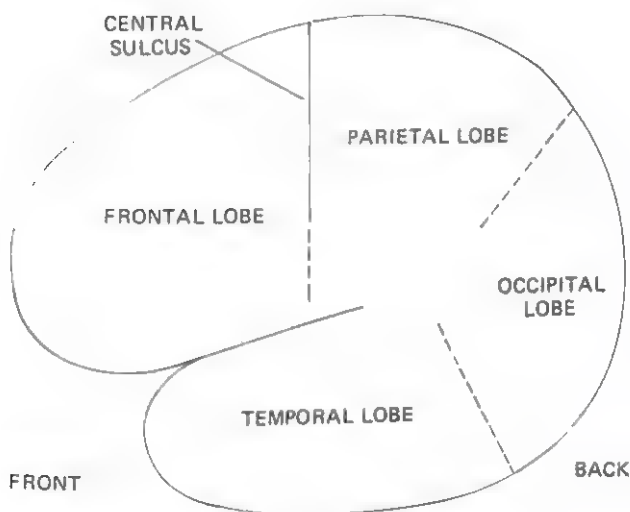 CENTRAL
SULCUS
PARIETAL LOBE
FRONTAL LOBE
OCCIPITAL
LOBE
TEMPORAL LOBE
FRONT
BACK